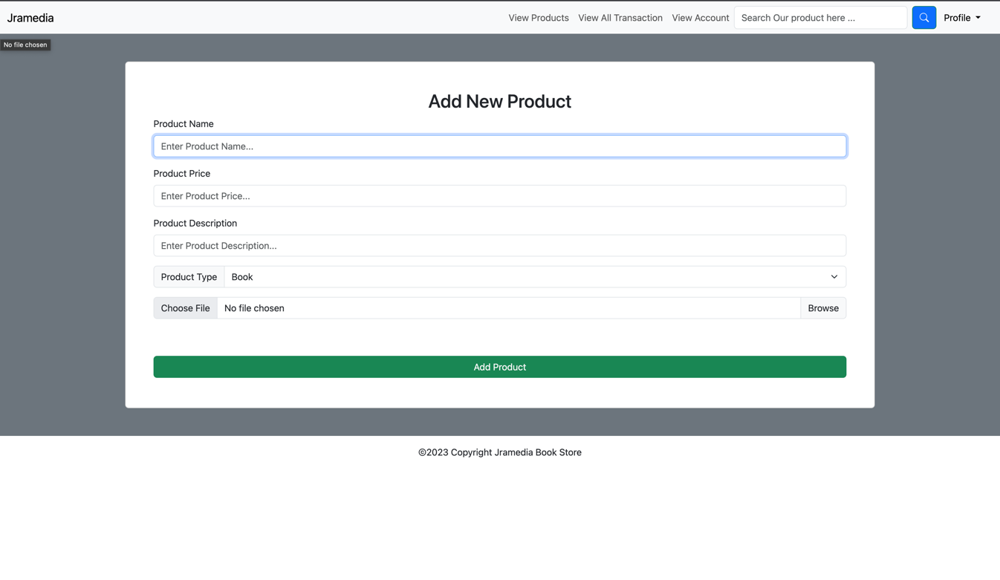 Jramedia View Products View All Transaction View Account Search Our product here ... Profile
No file chosen
Add New Product
Product Name
Enter Product Name...
Product Price
Enter Product Price...
Product Description
Enter Product Description...
Product Type Book
Choose File No file chosen Browse
Add Product
©2023 Copyright Jramedia Book Store